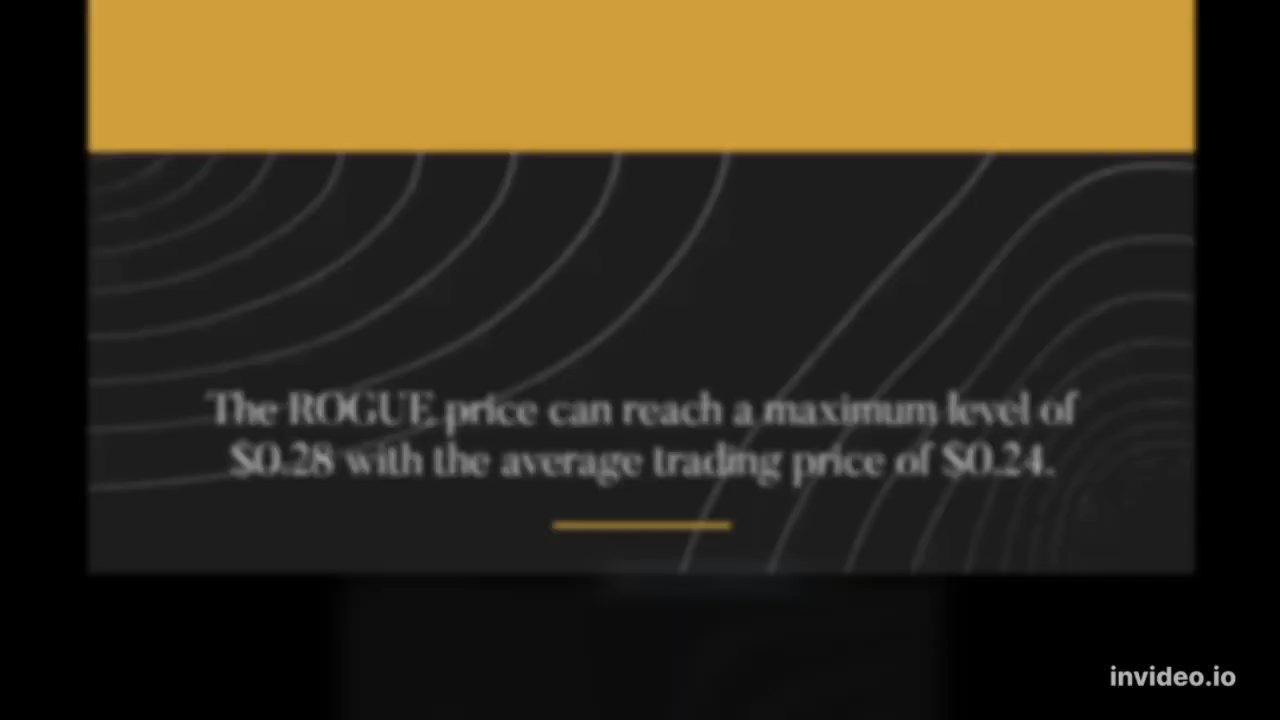 The ROGUE price can reach a maximum level of
$0.28 with the average trading price of $0.24.
invideo.io